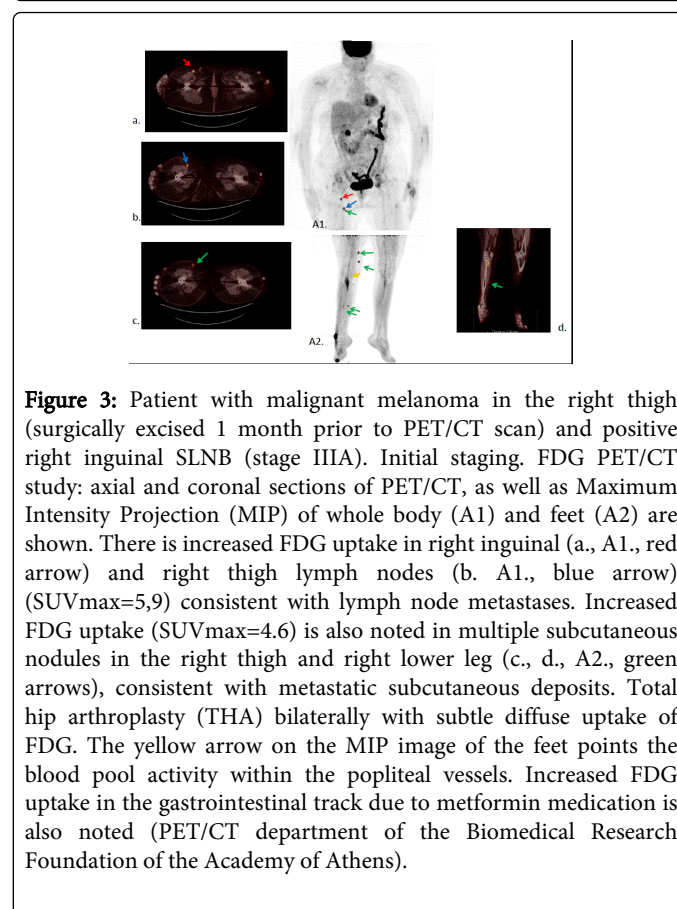 a.
b.
A1.
c.
d.
A2.
Figure 3: Patient with malignant melanoma in the right thigh
(surgically excised 1 month prior to PET/CT scan) and positive
right inguinal SLNB (stage IIIA). Initial staging. FDG PET/CT
study: axial and coronal sections of PET/CT, as well as Maximum
Intensity Projection (MIP) of whole body (A1) and feet (A2) are
shown. There is increased FDG uptake in right inguinal (a., A1., red
arrow) and right thigh lymph nodes (b. A1., blue arrow)
(SUVmax=5,9) consistent with lymph node metastases. Increased
FDG uptake (SUVmax=4.6) is also noted in multiple subcutaneous
nodules in the right thigh and right lower leg (c., d., A2., green
arrows), consistent with metastatic subcutaneous deposits. Total
hip arthroplasty (THA) bilaterally with subtle diffuse uptake of
FDG. The yellow arrow on the MIP image of the feet points the
blood pool activity within the popliteal vessels. Increased FDG
uptake in the gastrointestinal track due to metformin medication is
also noted (PET/CT department of the Biomedical Research
Foundation of the Academy of Athens).